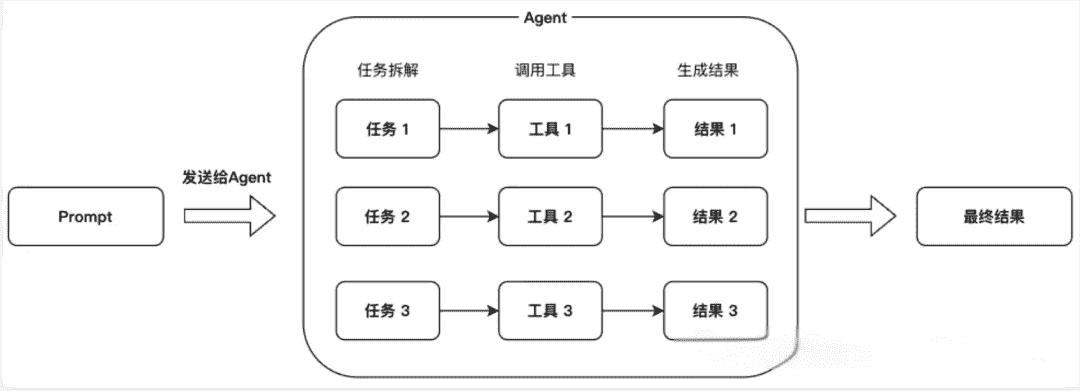 Agent
任务拆解 调用工具 生成结果
任务 1 工具 1 结果 1
发送给Agent
Prompt 任务 2 工具 2 结果 2 最终结果
任务 3 工具 3 结果 3